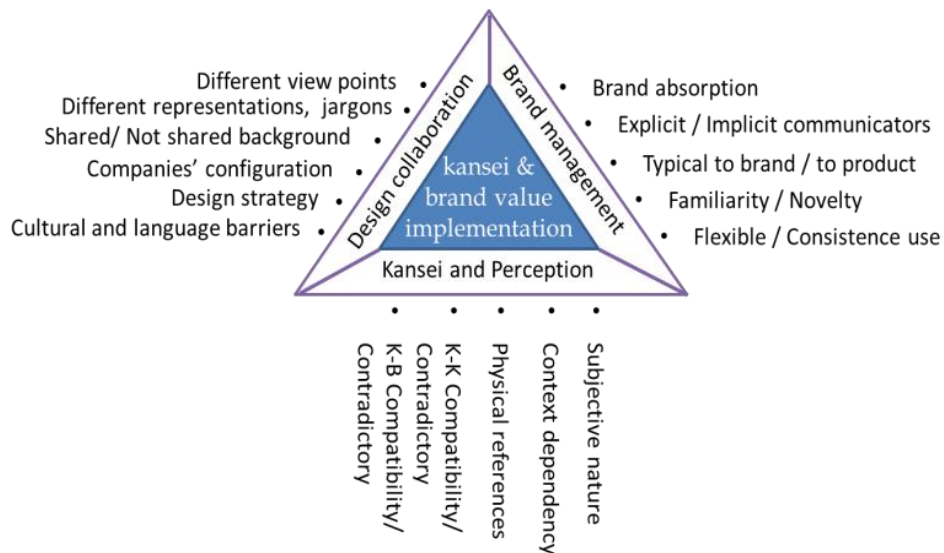 Different view points
Different representations, jargons
Shared/ Not shared background
Companies’ configuration
Design strategy
Cultural and language barriers
Design collaboration
Brand management
Brand absorption
Explicit / Implicit communicators
Typical to brand / to product
Familiarity / Novelty
Flexible / Consistence use
kansei &
brand value
implementation
Kansei and Perception
K-B Compatibility/
Contradictory
K-K Compatibility/
Contradictory
Physical references
Context dependency
Subjective nature